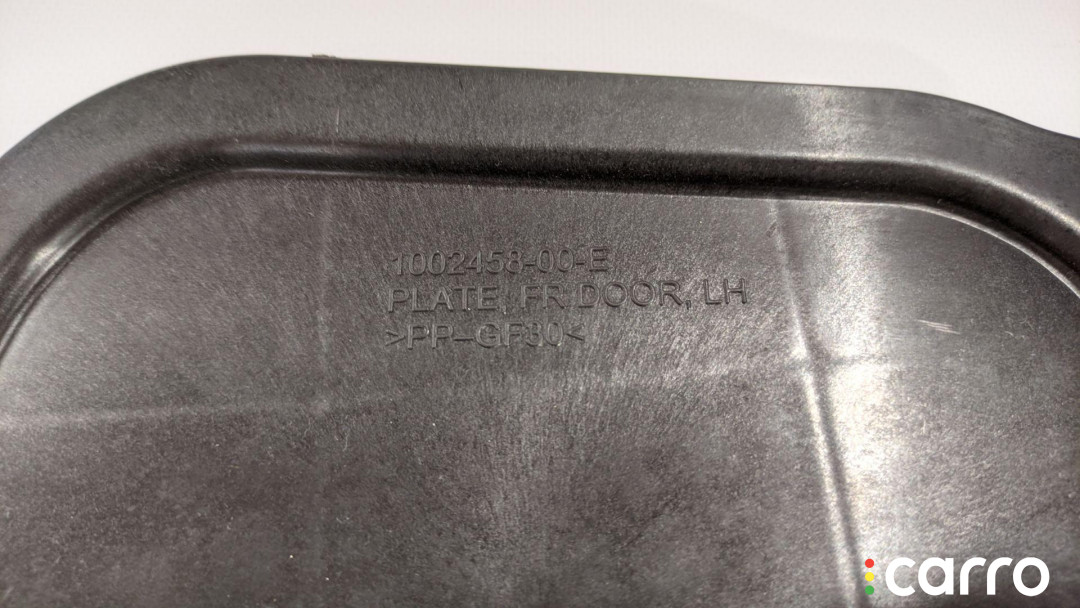 1002458-00-E
PLATE, FR DOOR, LH
>PP-GF30<
carro